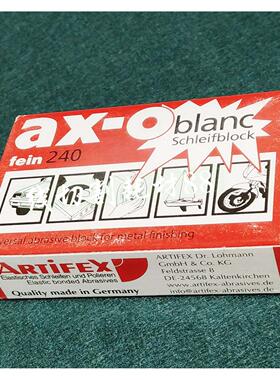 ax-o blanc
Schleifblock
fein 240
versal abrasive block for metal-finishing
ARTIFEX
Elastisches Schleifen und Polieren
Elastic bonded Abrasives
Quality made in Germany
ARTIFEX Dr. Lohmann
GmbH & Co. KG
Feldstrasse 8
DE-24568 Kaltenkirchen
www.artifex-abrasives.de
info@artifex-abrasives.de